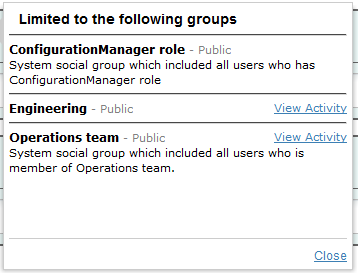 Limited to the following groups
ConfigurationManager role - Public
System social group which included all users who has
ConfigurationManager role
Engineering - Public View Activity
Operations team - Public View Activity
System social group which included all users who is
member of Operations team.
Close